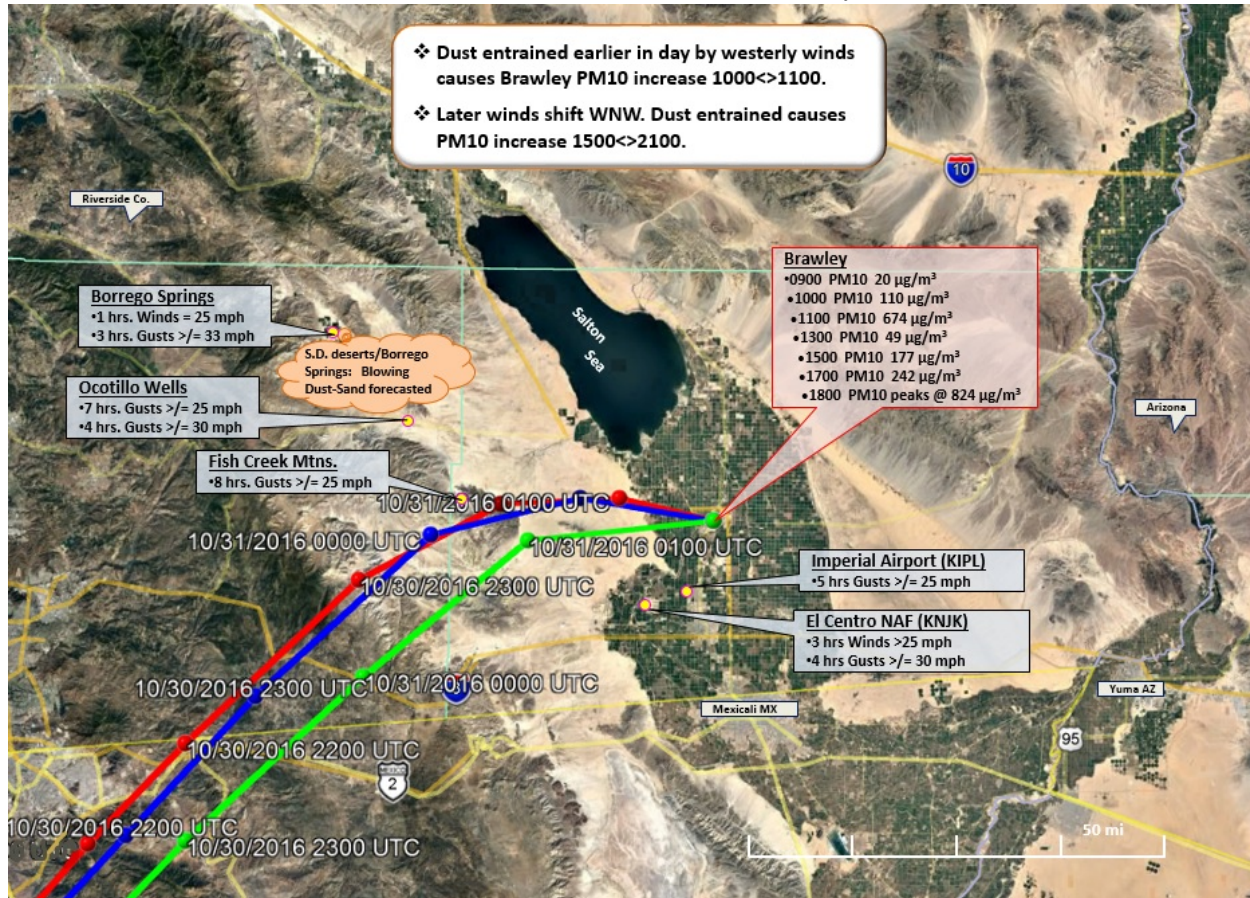 ❖ Dust entrained earlier in day by westerly winds
causes Brawley PM10 increase 1000<>1100.
❖ Later winds shift WNW. Dust entrained causes
PM10 increase 1500<>2100.
10
Riverside Co.
Brawley
•0900 PM10 20 µg/m³
•1000 PM10 110 µg/m³
•1100 PM10 674 µg/m³
•1300 PM10 49 µg/m³
•1500 PM10 177 µg/m³
•1700 PM10 242 µg/m³
•1800 PM10 peaks @ 824 µg/m³
Borrego Springs
•1 hrs. Winds = 25 mph
•3 hrs. Gusts >/= 33 mph
Salton
Sea
S.D. deserts/Borrego
Springs: Blowing
Dust-Sand forecasted
Ocotillo Wells
•7 hrs. Gusts >/= 25 mph
•4 hrs. Gusts >/= 30 mph
Arizona
Fish Creek Mtns.
•8 hrs. Gusts >/= 25 mph
10/31/2016 0100 UTC
10/31/2016 0000 UTC
10/31/2016 0100 UTC
Imperial Airport (KIPL)
•5 hrs Gusts >/= 25 mph
10/30/2016 2300 UTC
El Centro NAF (KNJK)
•3 hrs Winds >25 mph
•4 hrs Gusts >/= 30 mph
10/30/2016 2300 UTC
10/31/2016 0000 UTC
Yuma AZ
Mexicali MX
95
10/30/2016 2200 UTC
2
10/30/2016 2200 UTC
10/30/2016 2300 UTC
50 mi